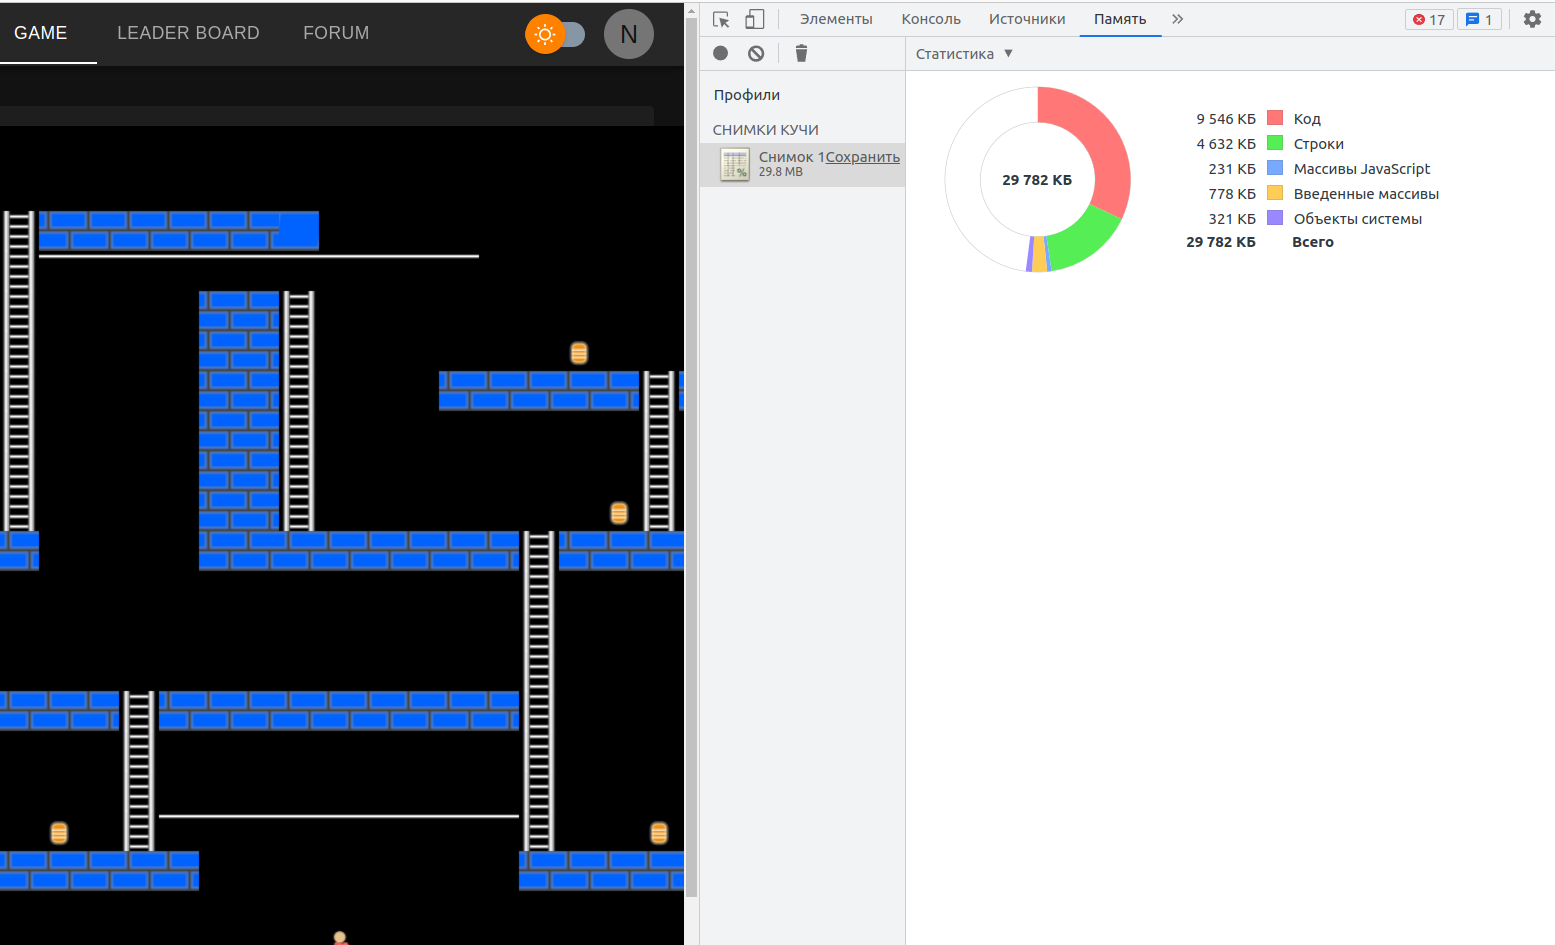 GAME LEADER BOARD FORUM N
Элементы Консоль Источники Память 17 1
Статистика ▼
Профили
СНИМКИ КУЧИ
Снимок 1 Сохранить
29.8 MB
%
29 782 КБ
9 546 КБ Код
4 632 КБ Строки
231 КБ Массивы JavaScript
778 КБ Введенные массивы
321 КБ Объекты системы
29 782 КБ Всего